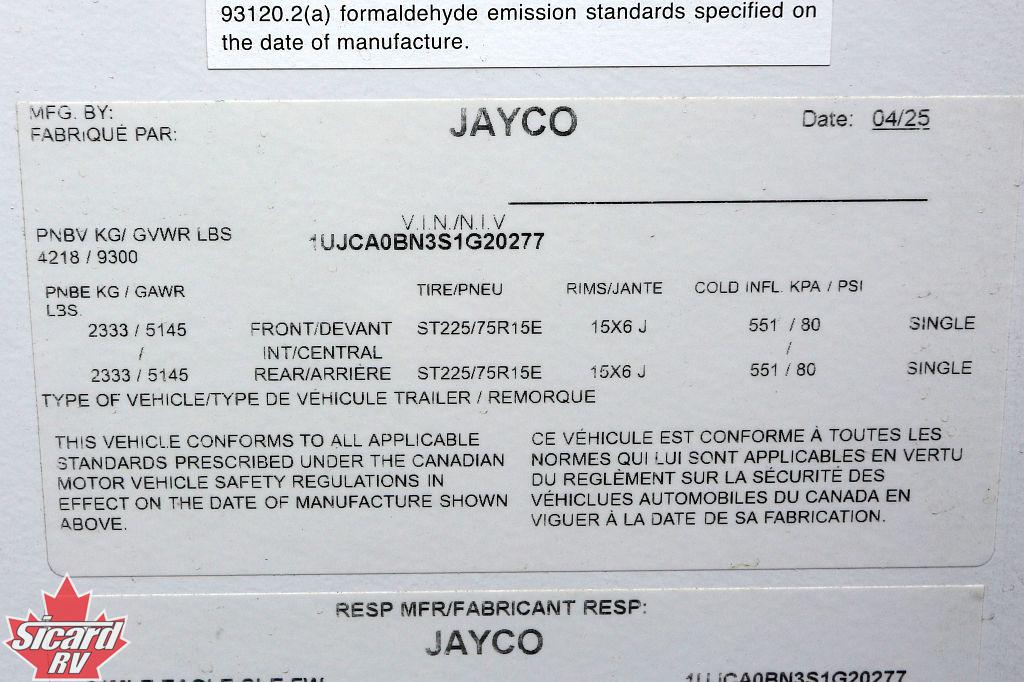 93120.2(a) formaldehyde emission standards specified on
the date of manufacture.
MFG. BY:
FABRIQUÉ PAR:
JAYCO
Date: 04/25
V.I.N./N.I.V
PNBV KG/ GVWR LBS
1UJCA0BN3S1G20277
4218 / 9300
PNBE KG / GAWR TIRE/PNEU RIMS/JANTE COLD INFL. KPA / PSI
LBS.
2333 / 5145 FRONT/DEVANT ST225/75R15E 15X6 J 551 / 80 SINGLE
/ INT/CENTRAL /
2333 / 5145 REAR/ARRIÈRE ST225/75R15E 15X6 J 551 / 80 SINGLE
TYPE OF VEHICLE/TYPE DE VÉHICULE TRAILER / REMORQUE
THIS VEHICLE CONFORMS TO ALL APPLICABLE
STANDARDS PRESCRIBED UNDER THE CANADIAN
MOTOR VEHICLE SAFETY REGULATIONS IN
EFFECT ON THE DATE OF MANUFACTURE SHOWN
ABOVE.
CE VÉHICULE EST CONFORME À TOUTES LES
NORMES QUI LUI SONT APPLICABLES EN VERTU
DU REGLÈMENT SUR LA SÉCURITÉ DES
VÉHICLUES AUTOMOBILES DU CANADA EN
VIGUER À LA DATE DE SA FABRICATION.
RESP MFR/FABRICANT RESP:
JAYCO
1UJCA0BN3S1G20277
Sicard
RV